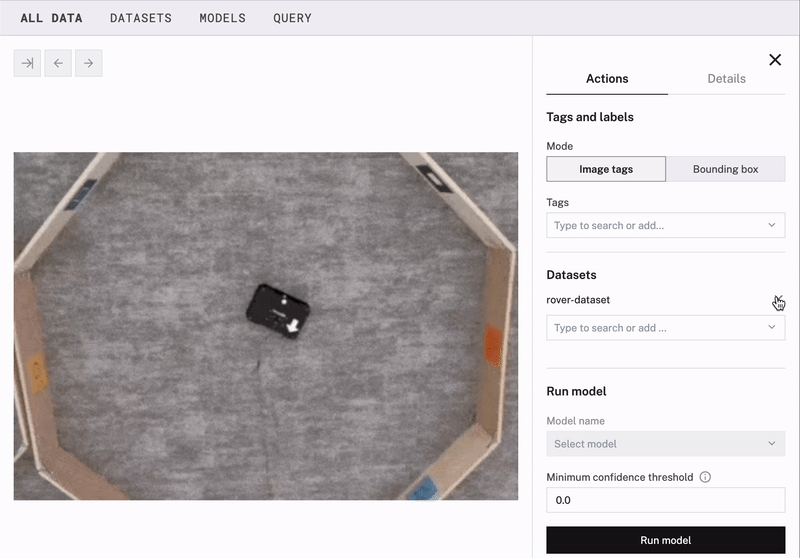 ALL DATA DATASETS MODELS QUERY
Actions Details
Tags and labels
Mode
Image tags Bounding box
Tags
Type to search or add...
Datasets
rover-dataset
Type to search or add ...
Run model
Model name
Select model
Minimum confidence threshold
0.0
Run model